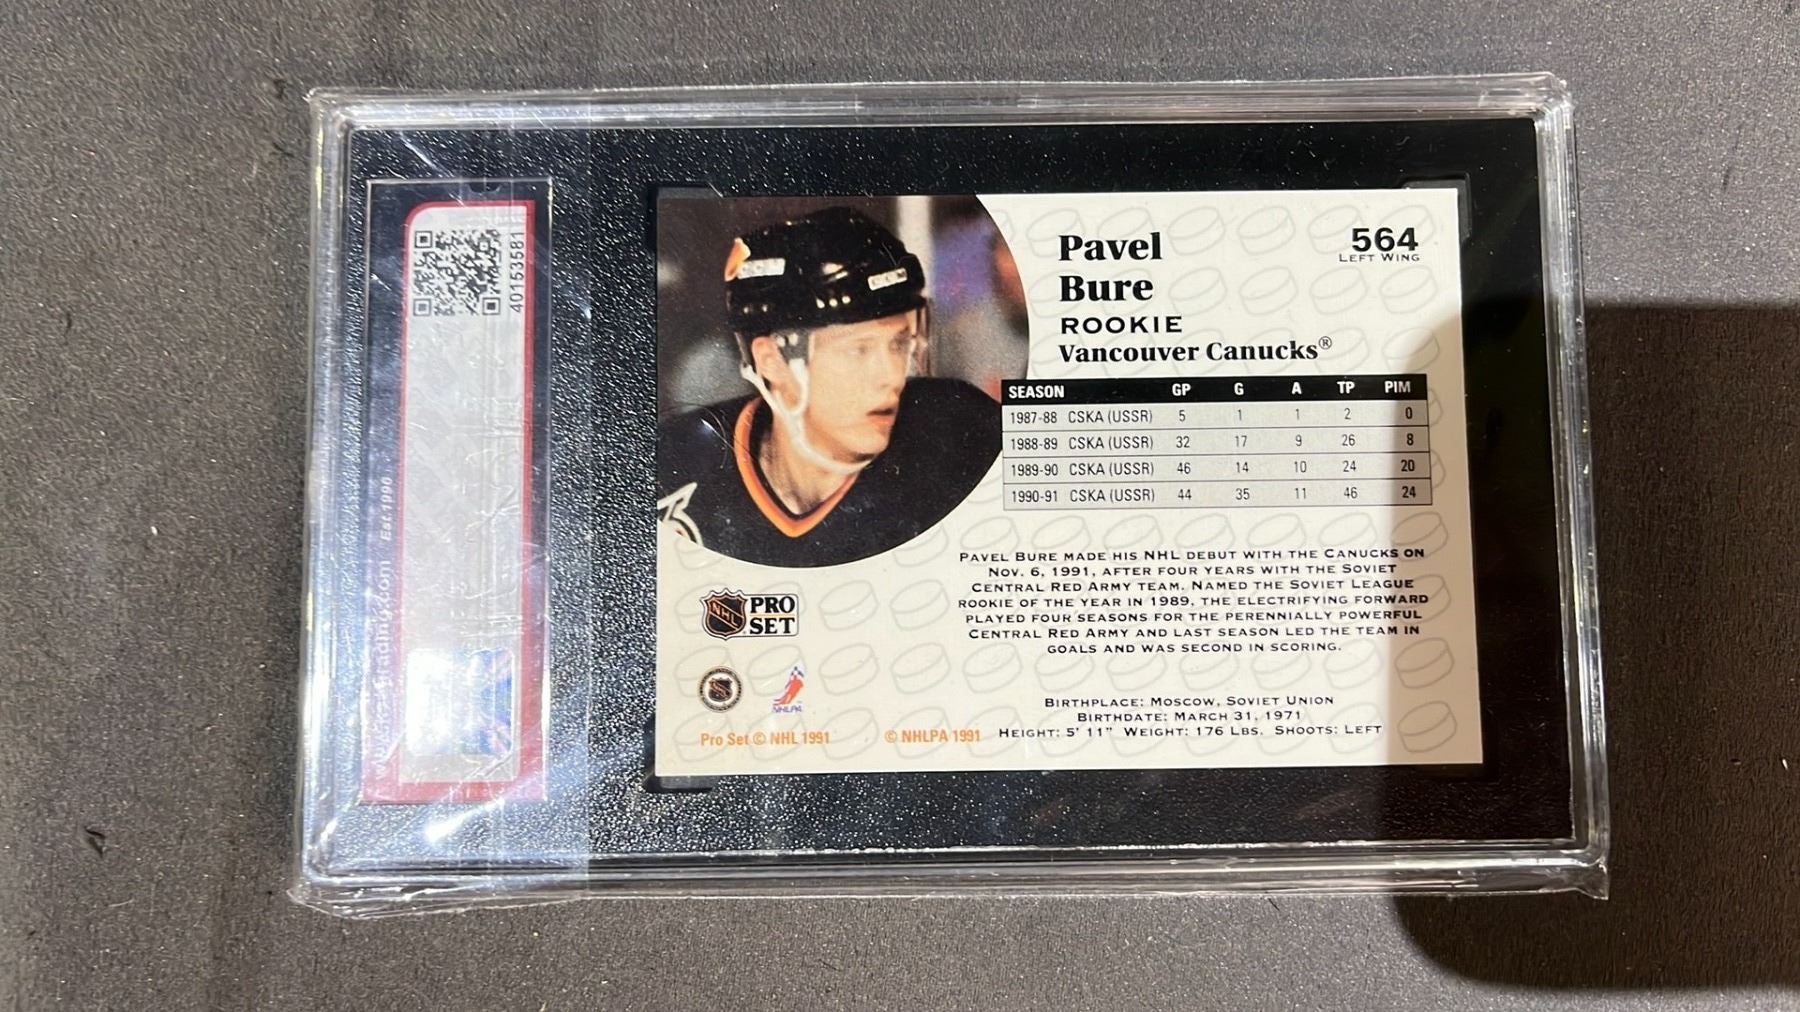 40153581
Est.1996
trading.com
CCM
CCM
Pavel
Bure
ROOKIE
Vancouver Canucks®
564
LEFT WING
SEASON GP G A TP PIM
1987-88 CSKA (USSR) 5 1 1 2 0
1988-89 CSKA (USSR) 32 17 9 26 8
1989-90 CSKA (USSR) 46 14 10 24 20
1990-91 CSKA (USSR) 44 35 11 46 24
PAVEL BURE MADE HIS NHL DEBUT WITH THE CANUCKS ON
NOV. 6, 1991, AFTER FOUR YEARS WITH THE SOVIET
CENTRAL RED ARMY TEAM. NAMED THE SOVIET LEAGUE
ROOKIE OF THE YEAR IN 1989, THE ELECTRIFYING FORWARD
PLAYED FOUR SEASONS FOR THE PERENNIALLY POWERFUL
CENTRAL RED ARMY AND LAST SEASON LED THE TEAM IN
GOALS AND WAS SECOND IN SCORING.
NHL PRO
SET
NHLPA
BIRTHPLACE: MOSCOW, SOVIET UNION
BIRTHDATE: MARCH 31, 1971
HEIGHT: 5' 11" WEIGHT: 176 LBS. SHOOTS: LEFT
Pro Set © NHL 1991 © NHLPA 1991